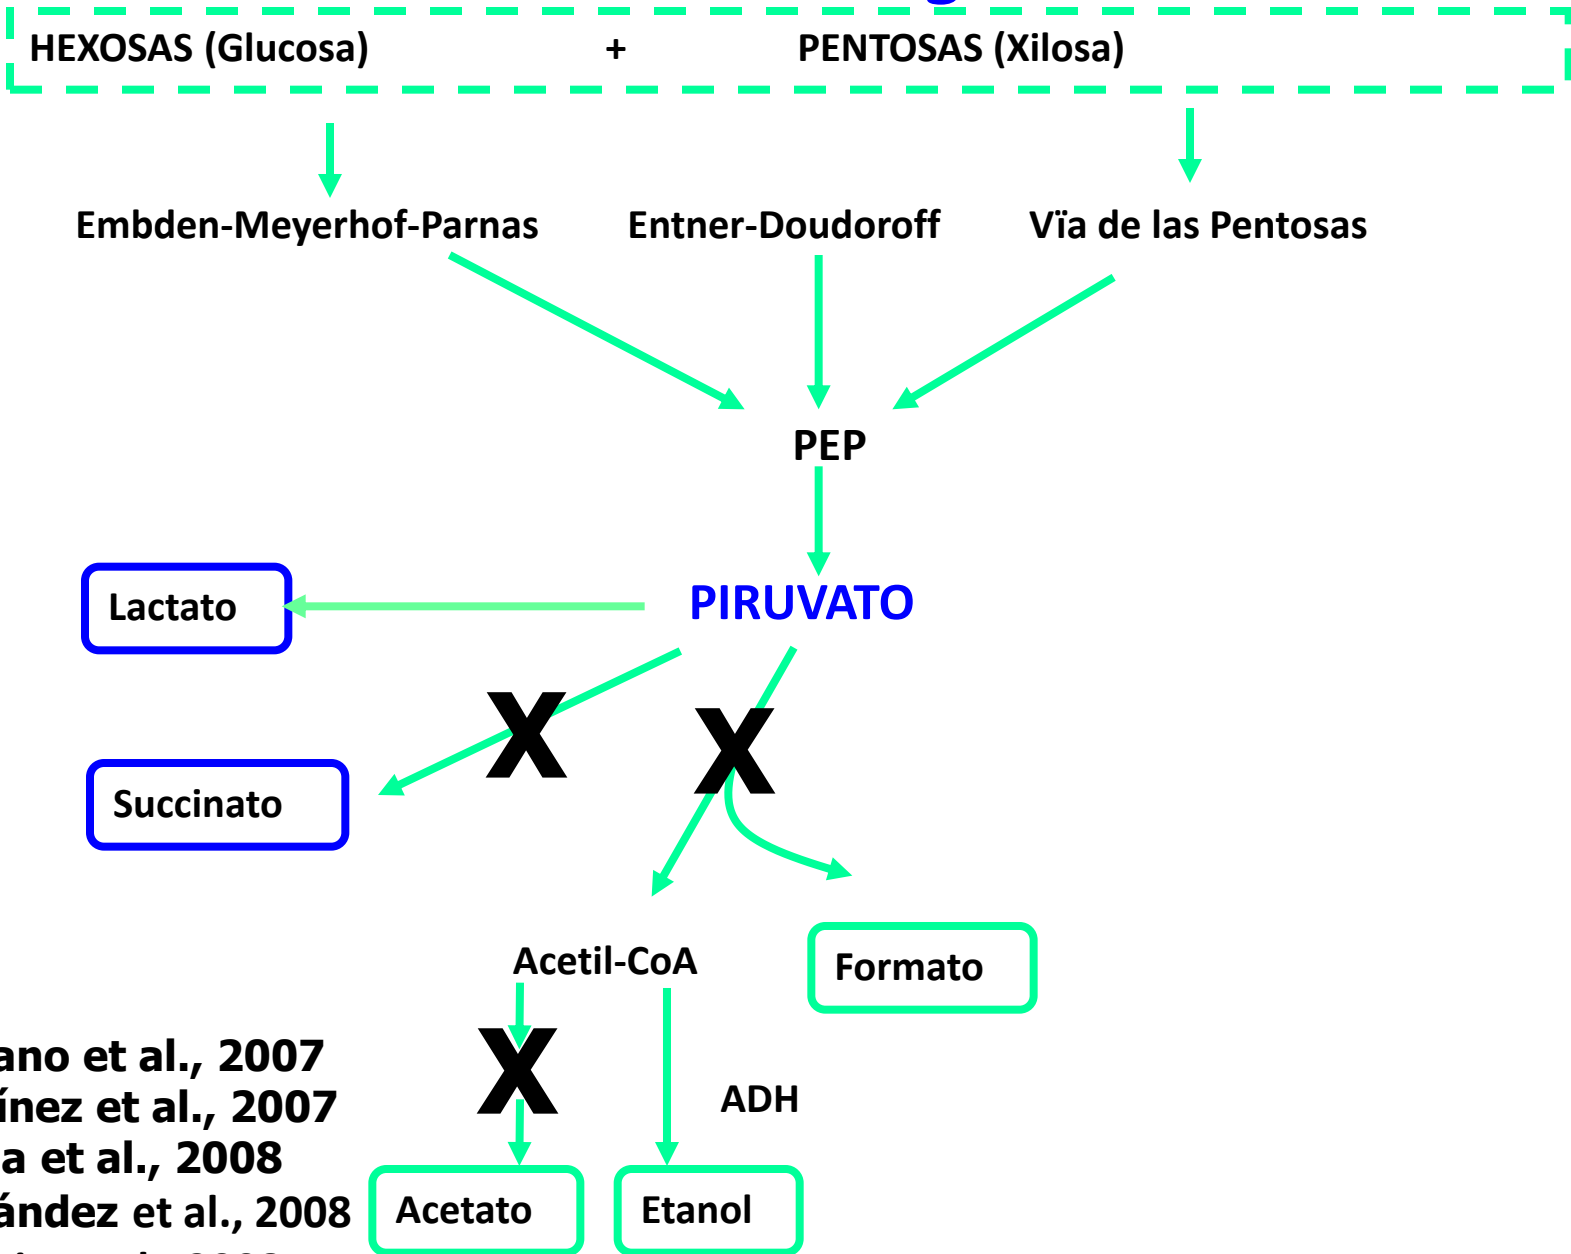 HEXOSAS (Glucosa) + PENTOSAS (Xilosa)
Embden-Meyerhof-Parnas Entner-Doudoroff Vïa de las Pentosas
PEP
Lactato PIRUVATO
X X
Succinato
Acetil-CoA Formato
X ADH
Acetato Etanol
ano et al., 2007
ínez et al., 2007
a et al., 2008
ández et al., 2008